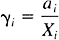 γᵢ = aᵢ / Xᵢ